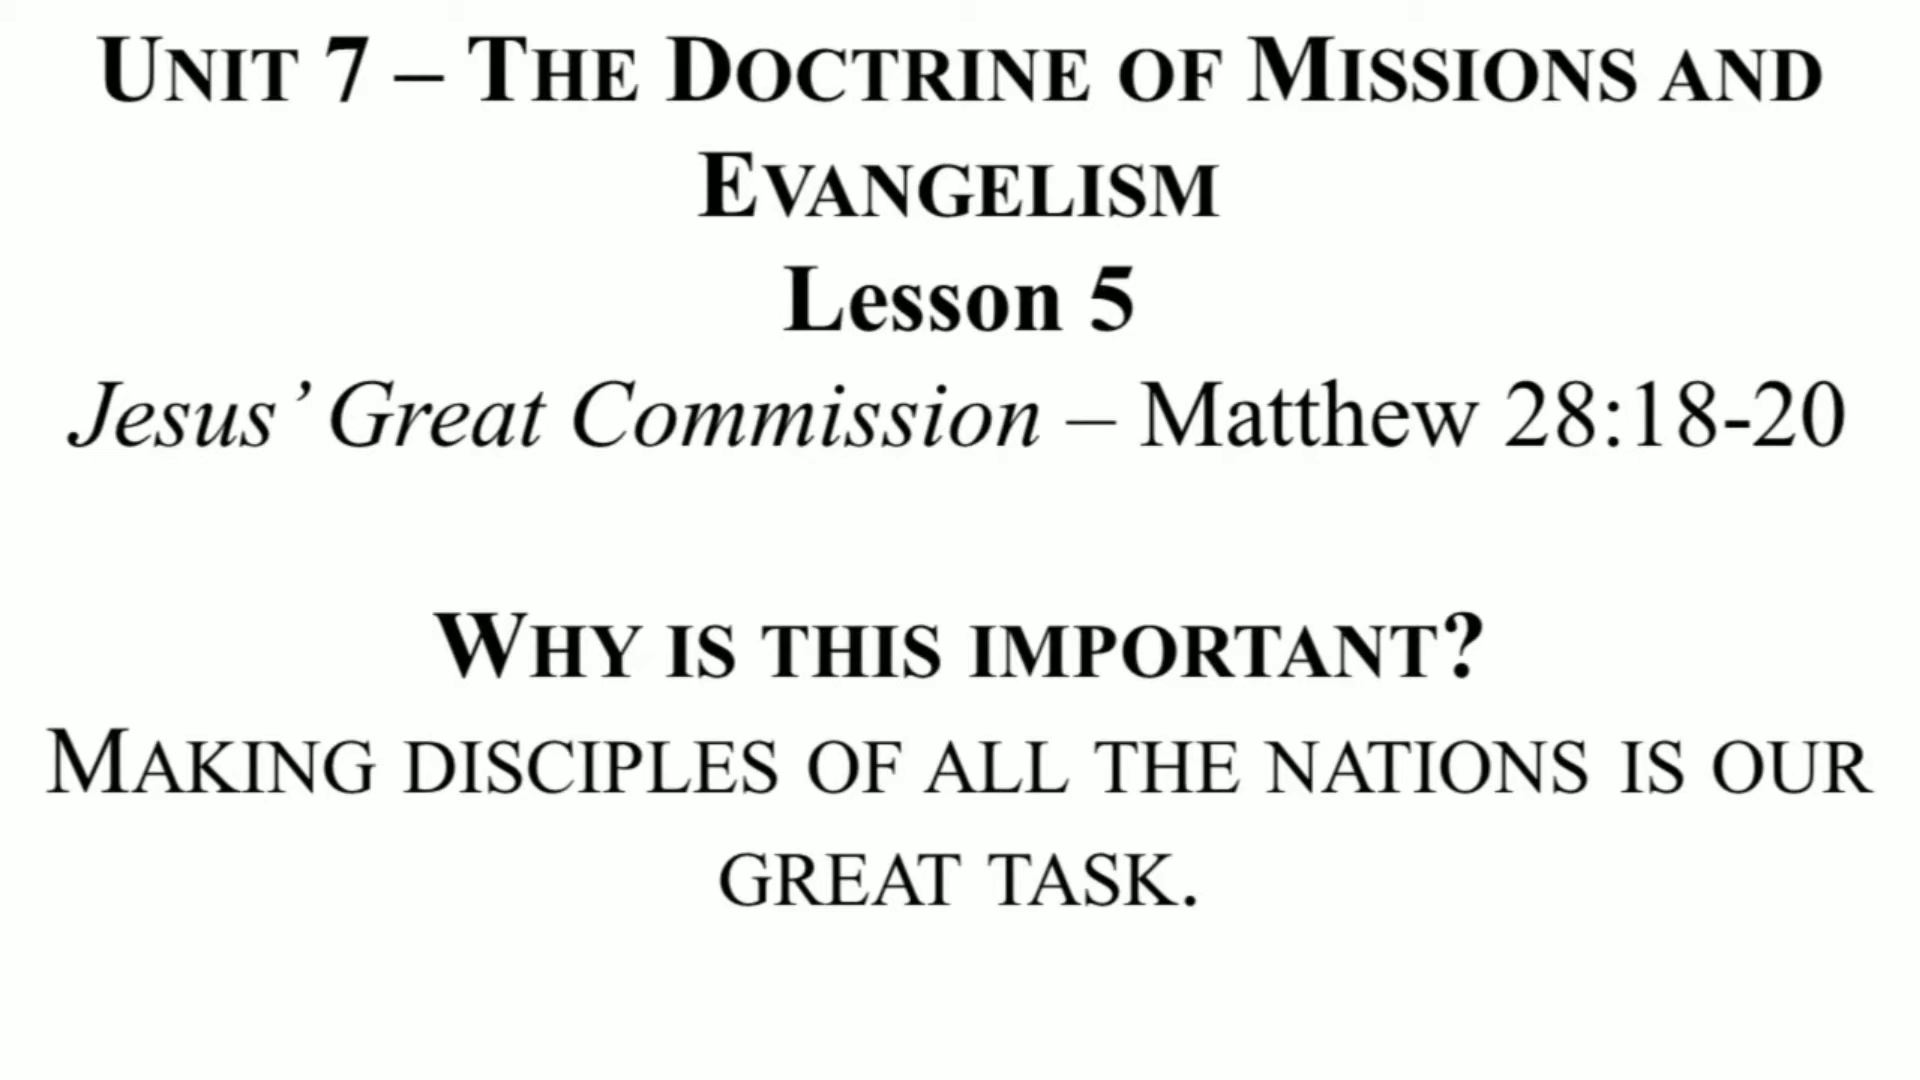 Unit 7 – The Doctrine of Missions and
Evangelism
Lesson 5
Jesus’ Great Commission – Matthew 28:18-20
Why is this important?
Making disciples of all the nations is our
great task.